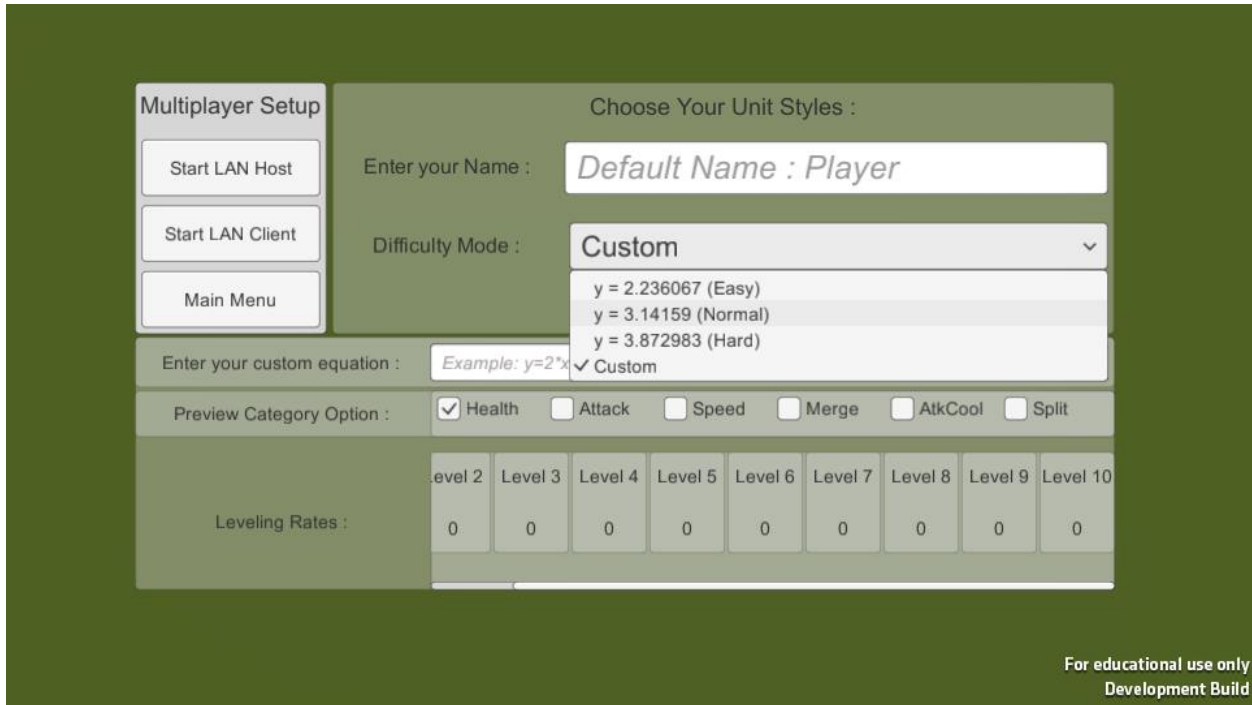 Multiplayer Setup
Start LAN Host
Start LAN Client
Main Menu
Choose Your Unit Styles :
Enter your Name :
Default Name : Player
Difficulty Mode :
Custom
y = 2.236067 (Easy)
y = 3.14159 (Normal)
y = 3.872983 (Hard)
Custom
Enter your custom equation :
Example: y=2*x
Preview Category Option :
Health Attack Speed Merge AtkCool Split
Leveling Rates :
evel 2 Level 3 Level 4 Level 5 Level 6 Level 7 Level 8 Level 9 Level 10
0 0 0 0 0 0 0 0 0
For educational use only
Development Build